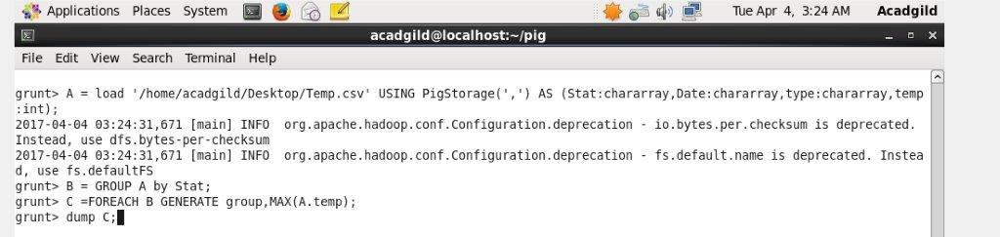 Applications Places System Tue Apr 4, 3:24 AM Acadgild
acadgild@localhost:~/pig
File Edit View Search Terminal Help
grunt> A = load '/home/acadgild/Desktop/Temp.csv' USING PigStorage(',') AS (Stat:chararray,Date:chararray,type:chararray,temp
:int);
2017-04-04 03:24:31,671 [main] INFO  org.apache.hadoop.conf.Configuration.deprecation - io.bytes.per.checksum is deprecated.
Instead, use dfs.bytes-per-checksum
2017-04-04 03:24:31,671 [main] INFO  org.apache.hadoop.conf.Configuration.deprecation - fs.default.name is deprecated. Instea
d, use fs.defaultFS
grunt> B = GROUP A by Stat;
grunt> C =FOREACH B GENERATE group,MAX(A.temp);
grunt> dump C;